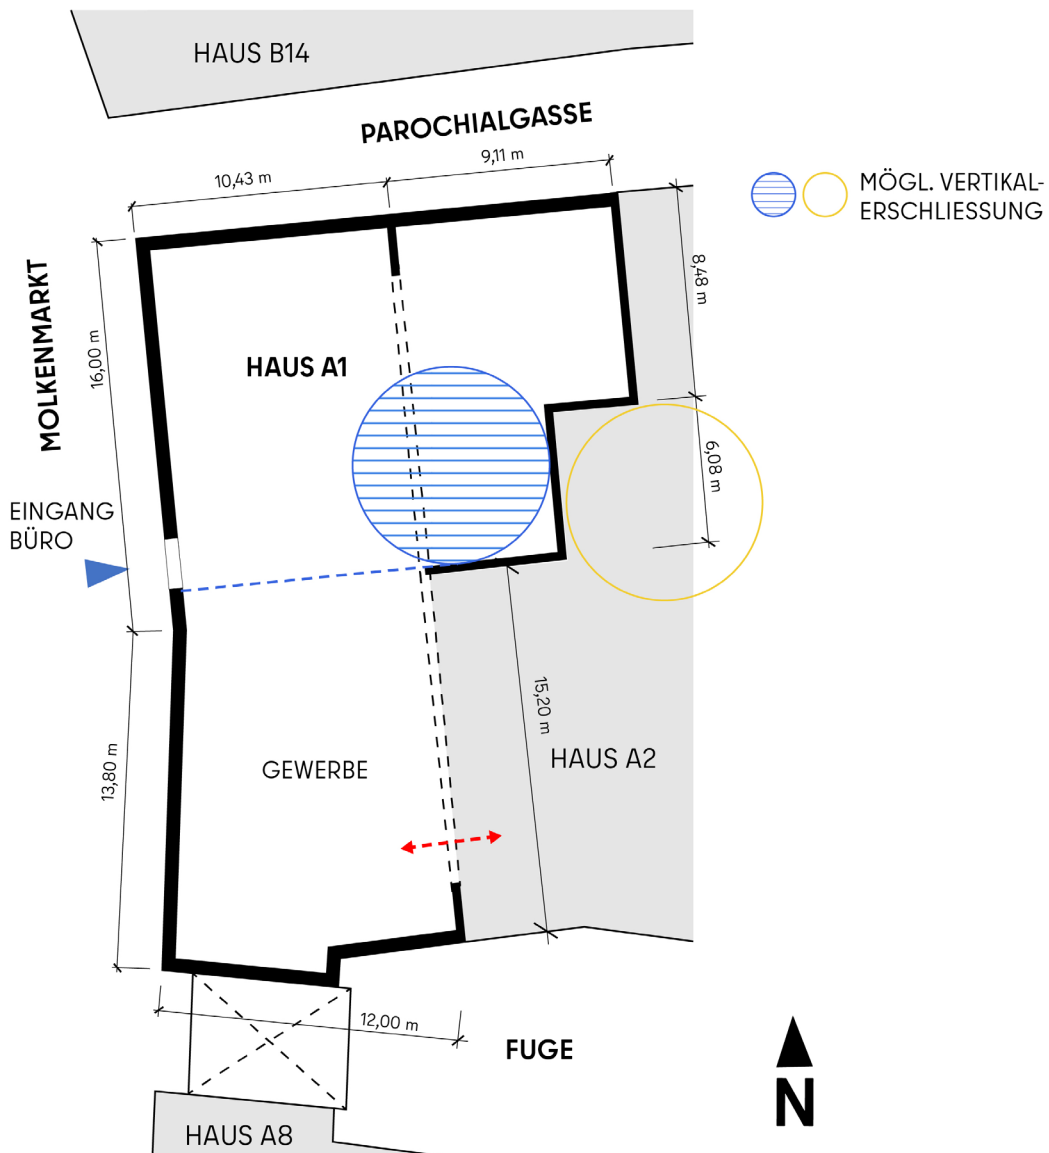 HAUS B14
PAROCHIALGASSE
10,43 m
9,11 m
MÖGL. VERTIKAL-
ERSCHLIESSUNG
8,48 m
MOLKENMARKT
16,00 m
HAUS A1
6,08 m
EINGANG
BÜRO
15,20 m
HAUS A2
GEWERBE
13,80 m
12,00 m
FUGE
N
HAUS A8